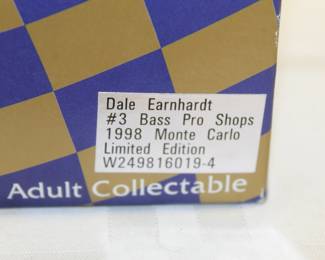 Dale Earnhardt
#3 Bass Pro Shops
1998 Monte Carlo
Limited Edition
W249816019-4
Adult Collectable